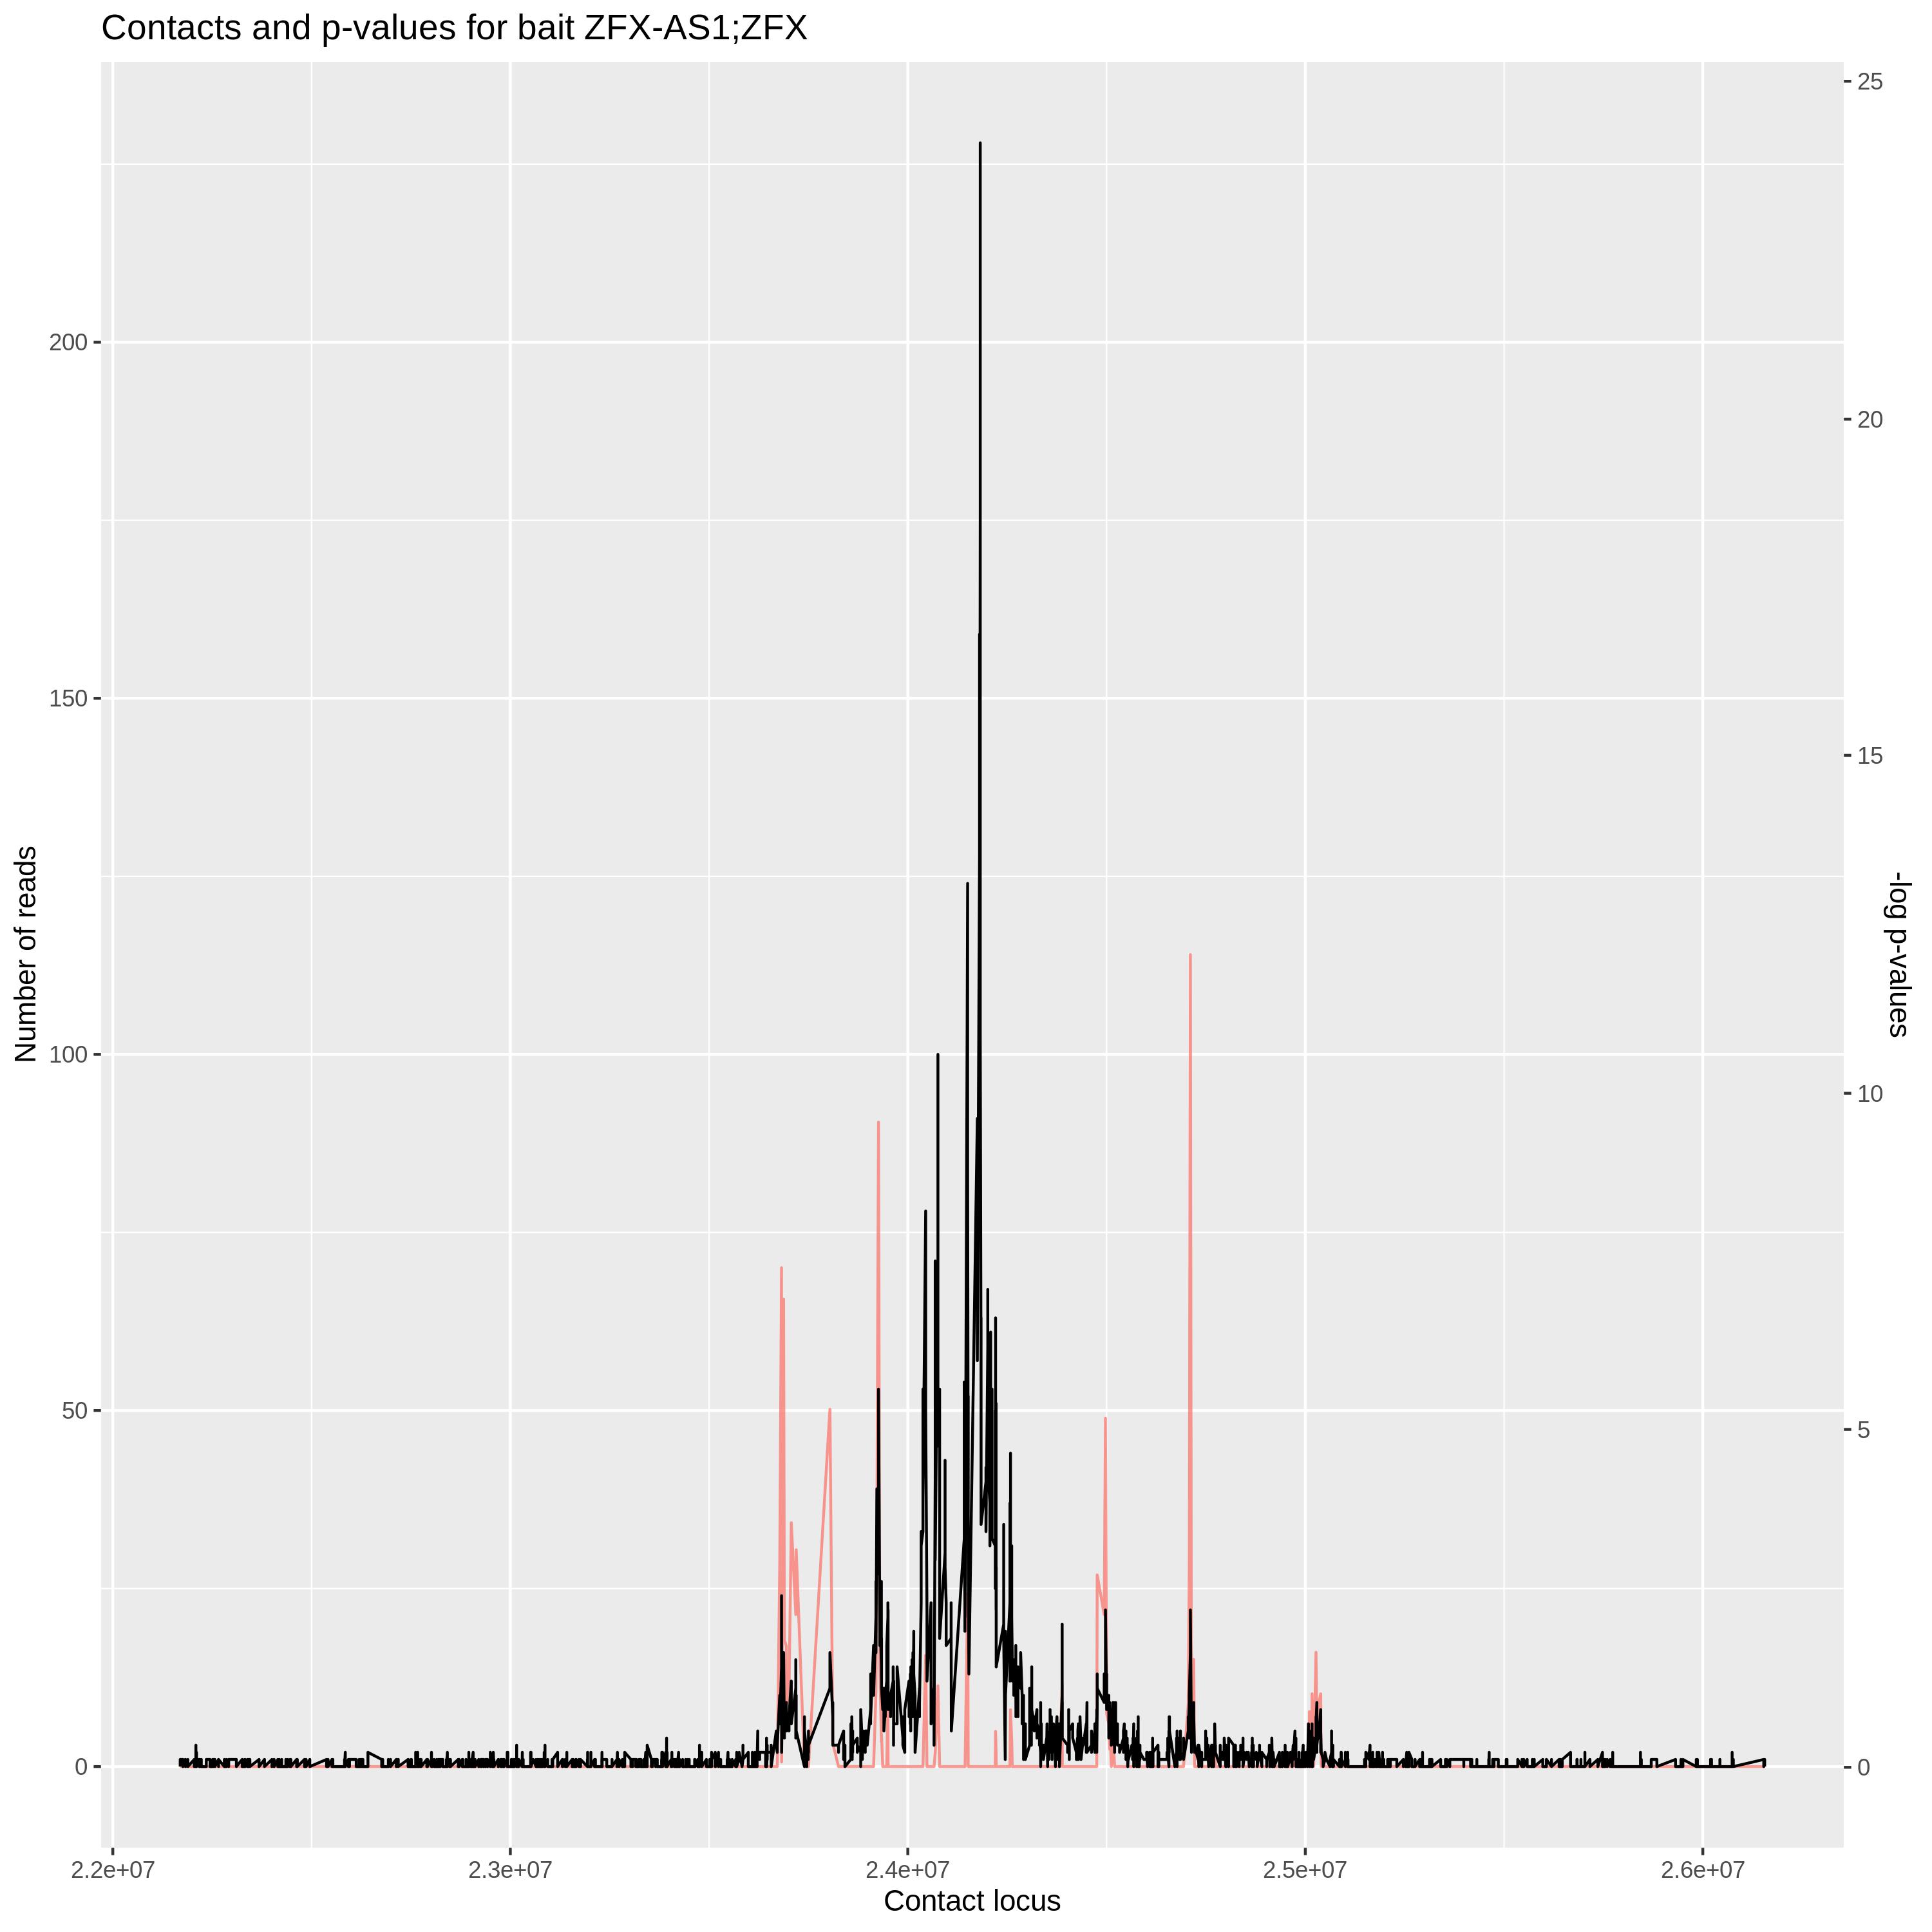 Contacts and p-values for bait ZFX-AS1;ZFX
Number of reads
200
150
100
50
0
25
20
15
10
5
0
-log p-values
2.2e+07
2.3e+07
2.4e+07
2.5e+07
2.6e+07
Contact locus